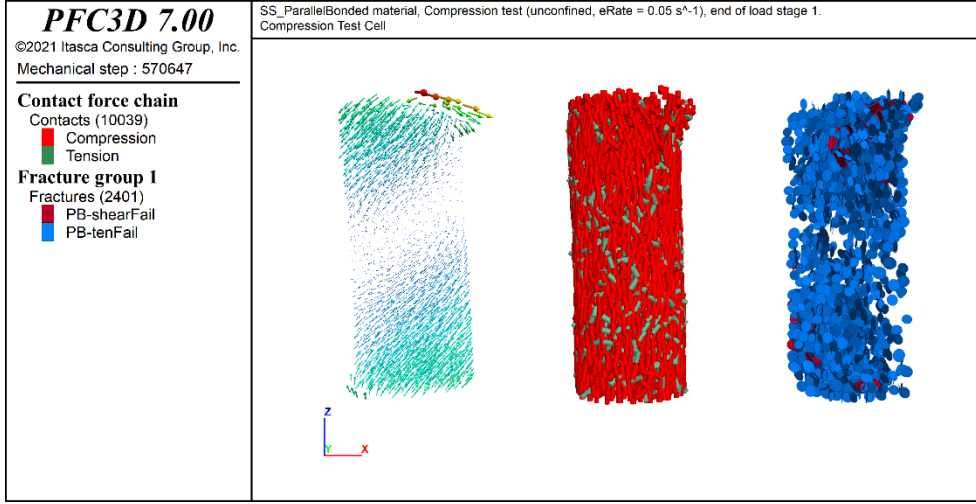 PFC3D 7.00
©2021 Itasca Consulting Group, Inc.
Mechanical step : 570647
Contact force chain
Contacts (10039)
Compression
Tension
Fracture group 1
Fractures (2401)
PB-shearFail
PB-tenFail
SS_ParallelBonded material, Compression test (unconfined, eRate = 0.05 s^-1), end of load stage 1.
Compression Test Cell
Z
Y
X